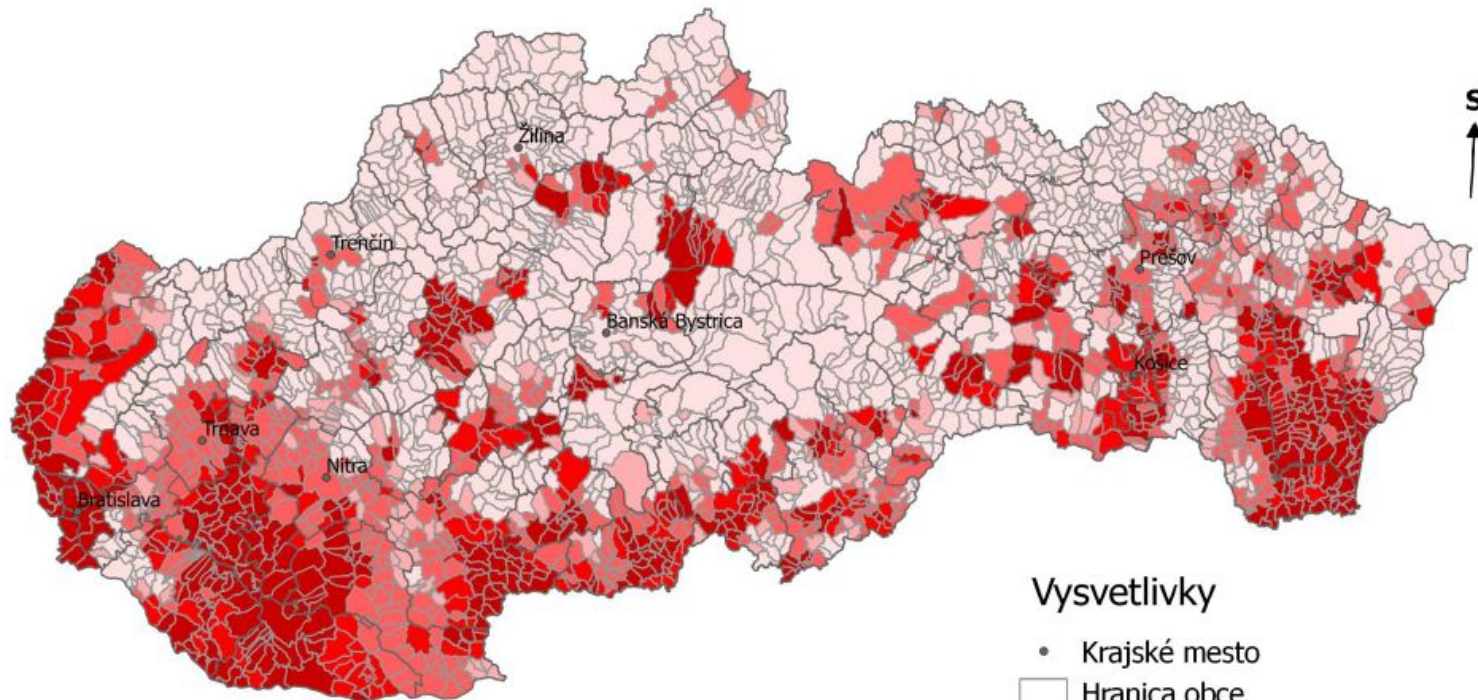 S
Žilina
Trenčín
Prešov
Banská Bystrica
Košice
Trnava
Nitra
Bratislava
Vysvetlivky
Krajské mesto
Hranica obce